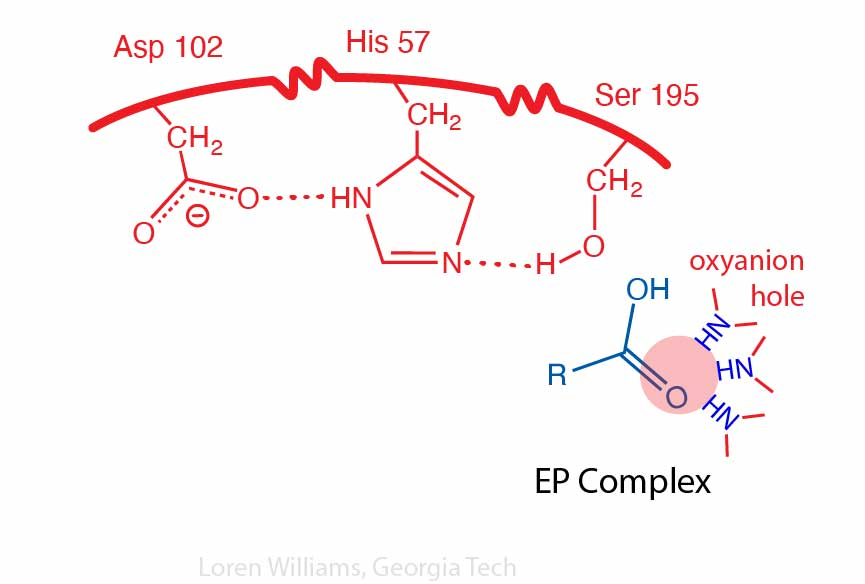 Asp 102
His 57
Ser 195
CH2
CH2
CH2
O
O
⊖
HN
N
H
O
oxyanion
hole
OH
R
O
HN
HN
HN
EP Complex
Loren Williams, Georgia Tech